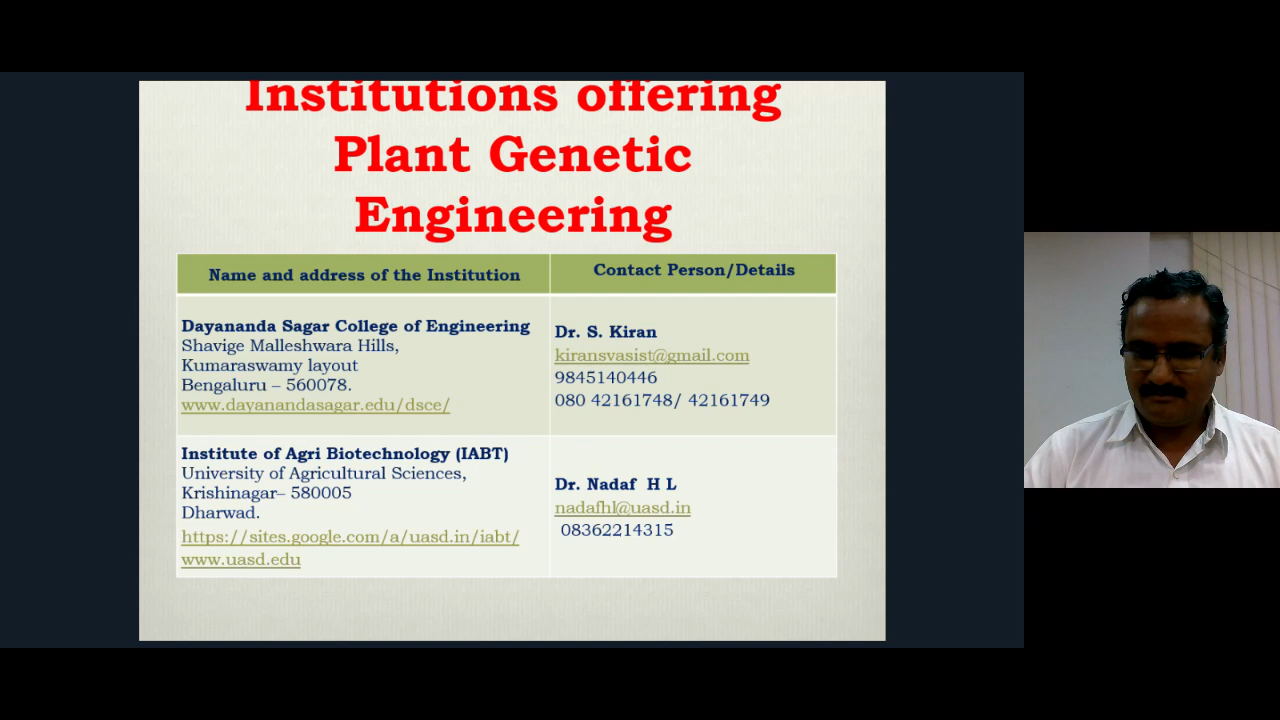 Institutions offering
Plant Genetic
Engineering
Name and address of the Institution
Contact Person/Details
Dayananda Sagar College of Engineering
Shavige Malleshwara Hills,
Kumaraswamy layout
Bengaluru – 560078.
www.dayanandasagar.edu/dsce/
Dr. S. Kiran
kiransvasist@gmail.com
9845140446
080 42161748/ 42161749
Institute of Agri Biotechnology (IABT)
University of Agricultural Sciences,
Krishinagar– 580005
Dharwad.
https://sites.google.com/a/uasd.in/iabt/
www.uasd.edu
Dr. Nadaf H L
nadafhl@uasd.in
08362214315